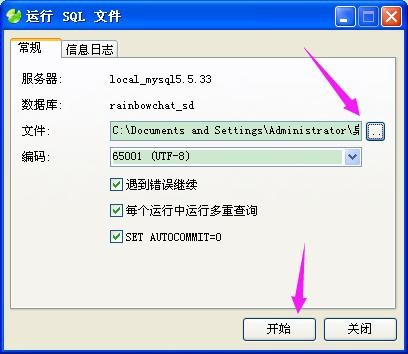 运行 SQL 文件
常规 信息日志
服务器: local_mysql5.5.33
数据库: rainbowchat_sd
文件: C:\Documents and Settings\Administrator\ ...
编码: 65001 (UTF-8)
遇到错误继续
每个运行中运行多重查询
SET AUTOCOMMIT=0
开始 关闭